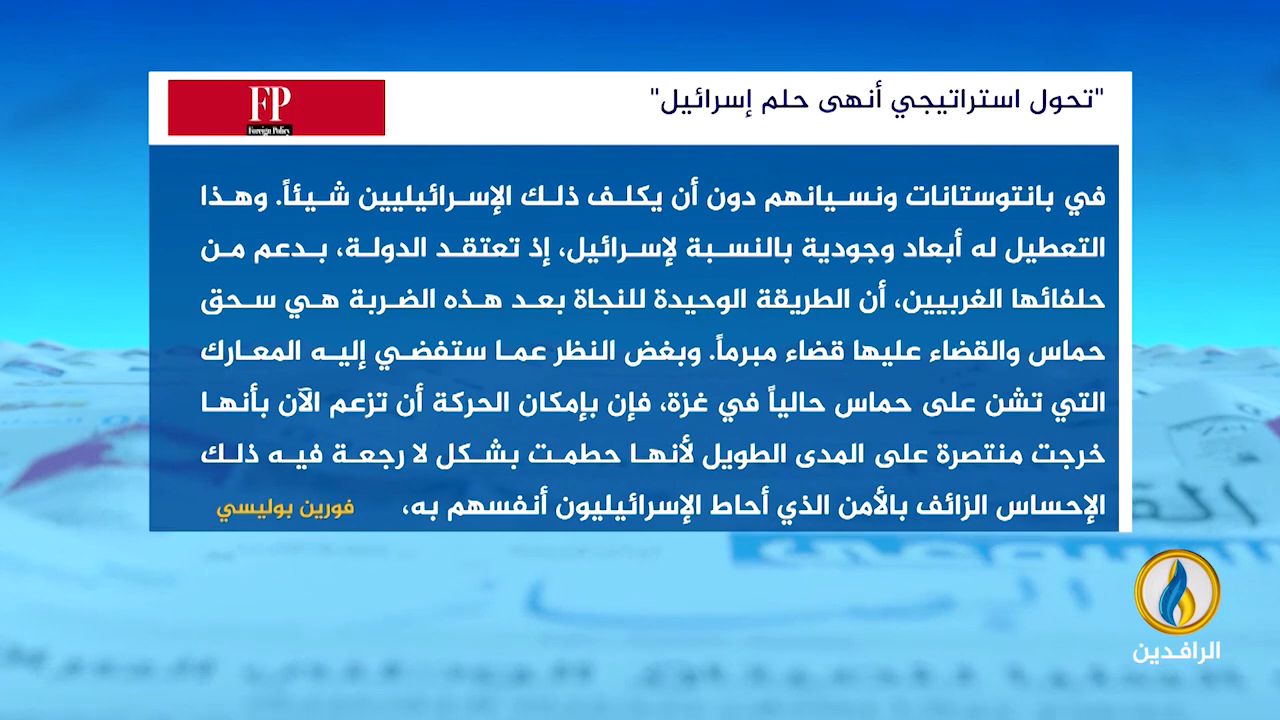 FP
Foreign Policy
"تحول استراتيجي أنهى حلم إسرائيل"
في بانتوستانات ونسيانهم دون أن يكلف ذلك الإسرائيليين شيئاً. وهذا
التعطيل له أبعاد وجودية بالنسبة لإسرائيل، إذ تعتقد الدولة، بدعم من
حلفائها الغربيين، أن الطريقة الوحيدة للنجاة بعد هذه الضربة هي سحق
حماس والقضاء عليها قضاء مبرماً. وبغض النظر عما ستفضي إليه المعارك
التي تشن على حماس حالياً في غزة، فإن بإمكان الحركة أن تزعم الآن بأنها
خرجت منتصرة على المدى الطويل لأنها حطمت بشكل لا رجعة فيه ذلك
الإحساس الزائف بالأمن الذي أحاط الإسرائيليون أنفسهم به،
فورين بوليسي
الرافدين